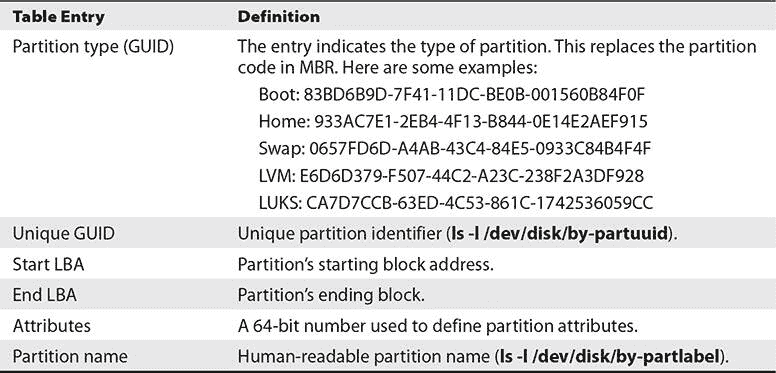 Table Entry Definition
Partition type (GUID) The entry indicates the type of partition. This replaces the partition
code in MBR. Here are some examples:
Boot: 83BD6B9D-7F41-11DC-BE0B-001560B84F0F
Home: 933AC7E1-2EB4-4F13-B844-0E14E2AEF915
Swap: 0657FD6D-A4AB-43C4-84E5-0933C84B4F4F
LVM: E6D6D379-F507-44C2-A23C-238F2A3DF928
LUKS: CA7D7CCB-63ED-4C53-861C-1742536059CC
Unique GUID Unique partition identifier (ls -l /dev/disk/by-partuuid).
Start LBA Partition’s starting block address.
End LBA Partition’s ending block.
Attributes A 64-bit number used to define partition attributes.
Partition name Human-readable partition name (ls -l /dev/disk/by-partlabel).